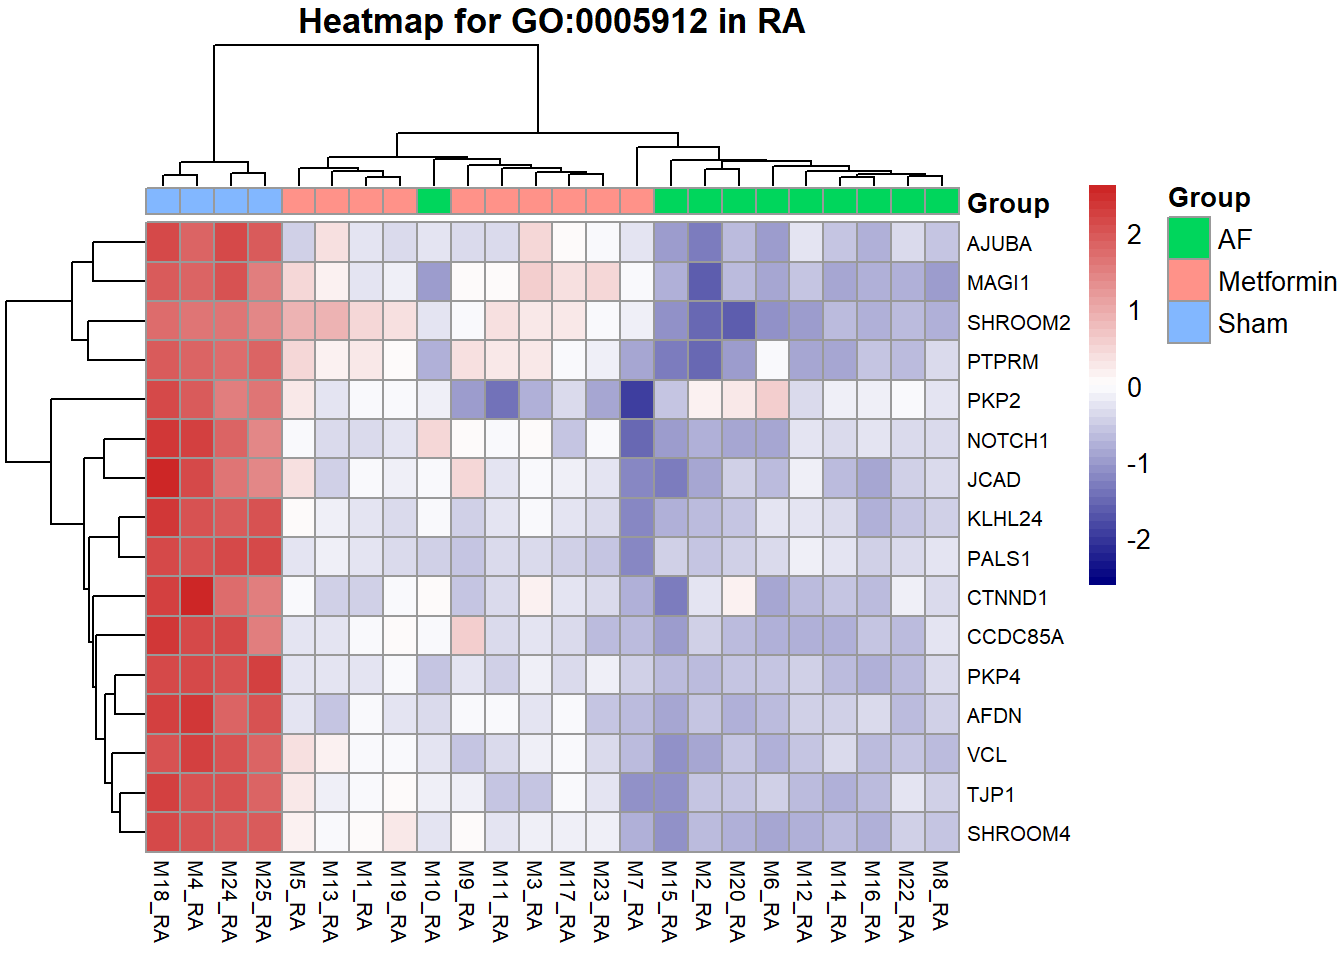 Heatmap for GO:0005912 in RA
Group
AJUBA
MAGI1
SHROOM2
PTPRM
PKP2
NOTCH1
JCAD
KLHL24
PALS1
CTNND1
CCDC85A
PKP4
AFDN
VCL
TJP1
SHROOM4
M18_RA
M4_RA
M24_RA
M25_RA
M5_RA
M13_RA
M1_RA
M19_RA
M10_RA
M9_RA
M11_RA
M3_RA
M17_RA
M23_RA
M7_RA
M15_RA
M2_RA
M20_RA
M6_RA
M12_RA
M14_RA
M16_RA
M22_RA
M8_RA
2
1
0
-1
-2
Group
AF
Metformin
Sham